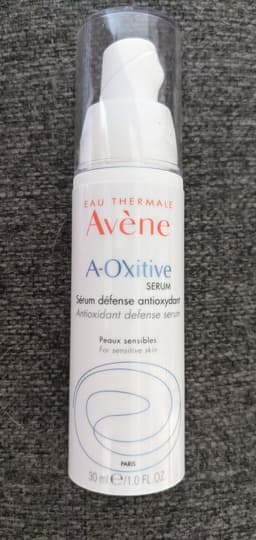 EAU THERMALE
Avène
A-OXitive
SERUM
Sérum défense antioxydant
Antioxidant defense serum
Peaux sensibles
For sensitive skin
PARIS
30 ml ℮/1.0 FL OZ